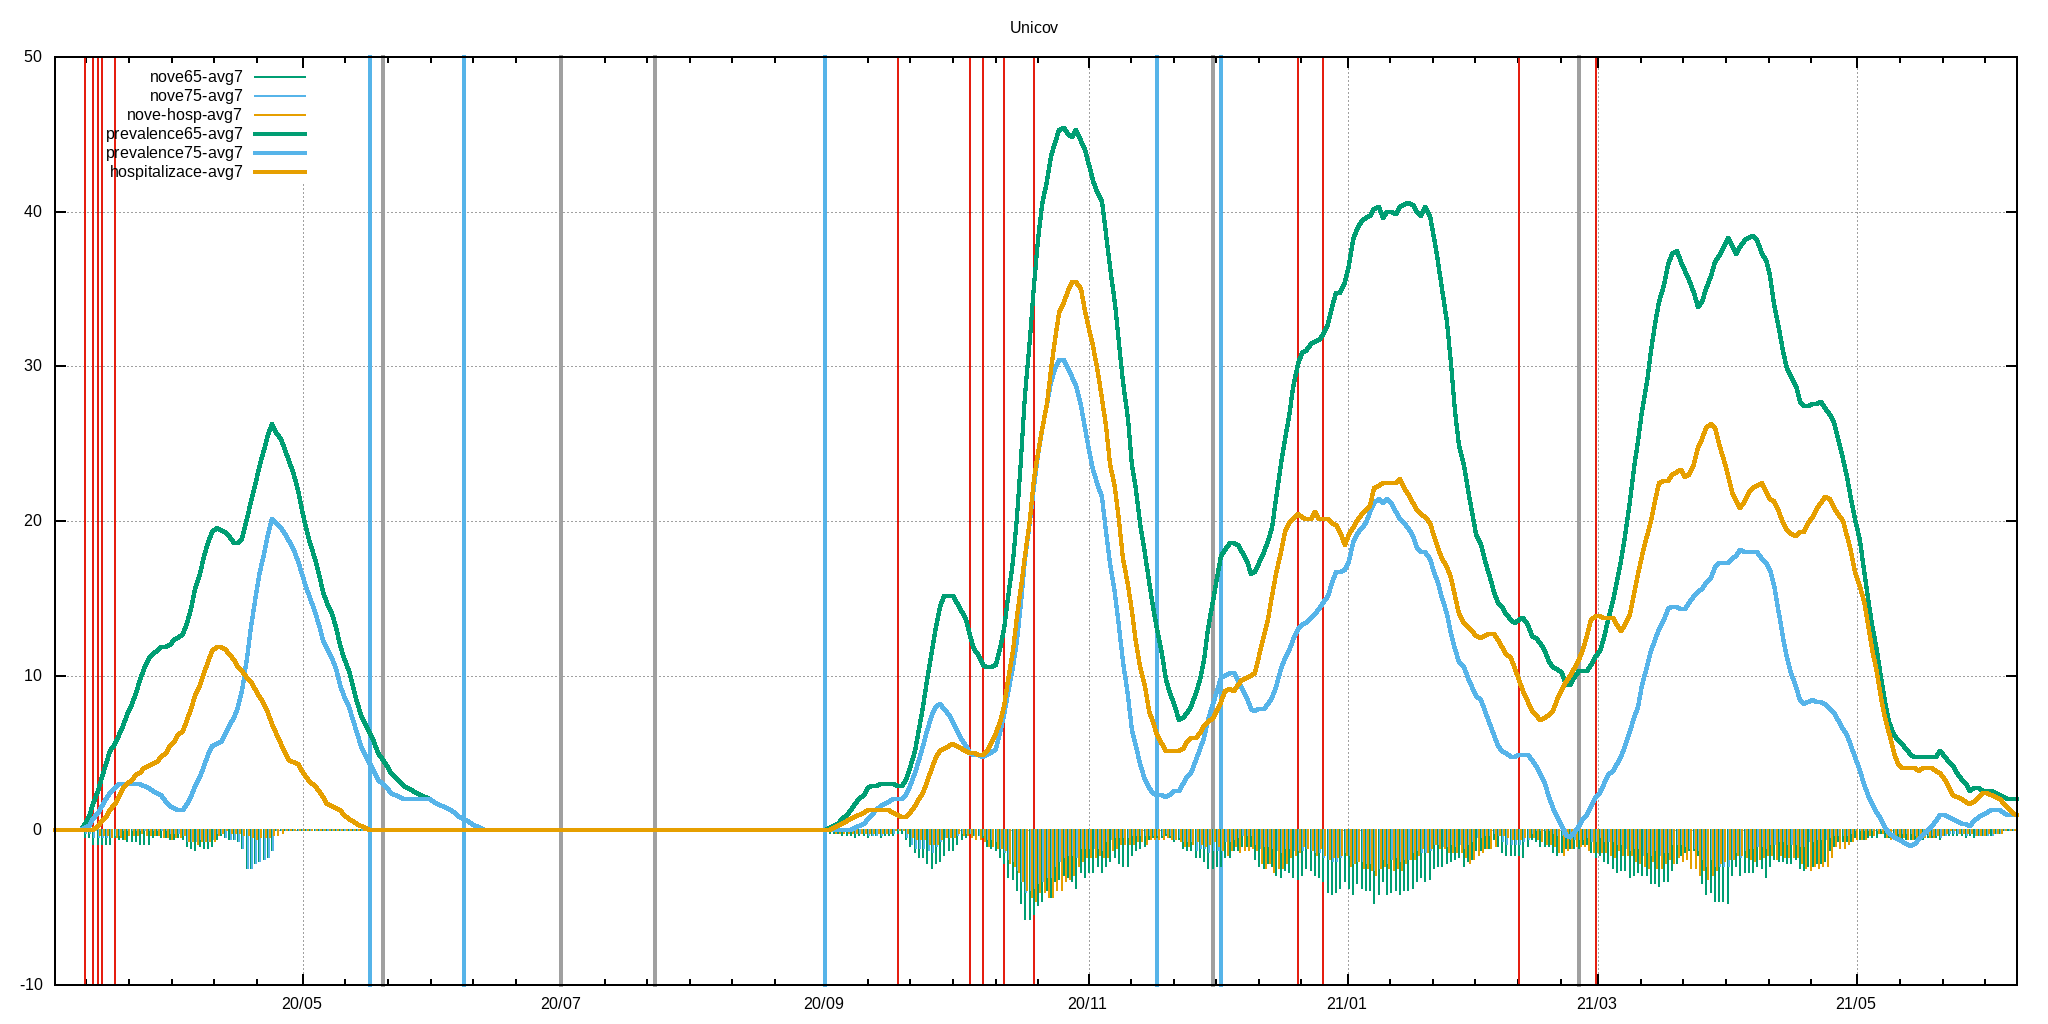 Unicov
50
nove65-avg7
nove75-avg7
nove-hosp-avg7
prevalence65-avg7
prevalence75-avg7
hospitalizace-avg7
40
30
20
10
0
-10
20/05 20/07 20/09 20/11 21/01 21/03 21/05